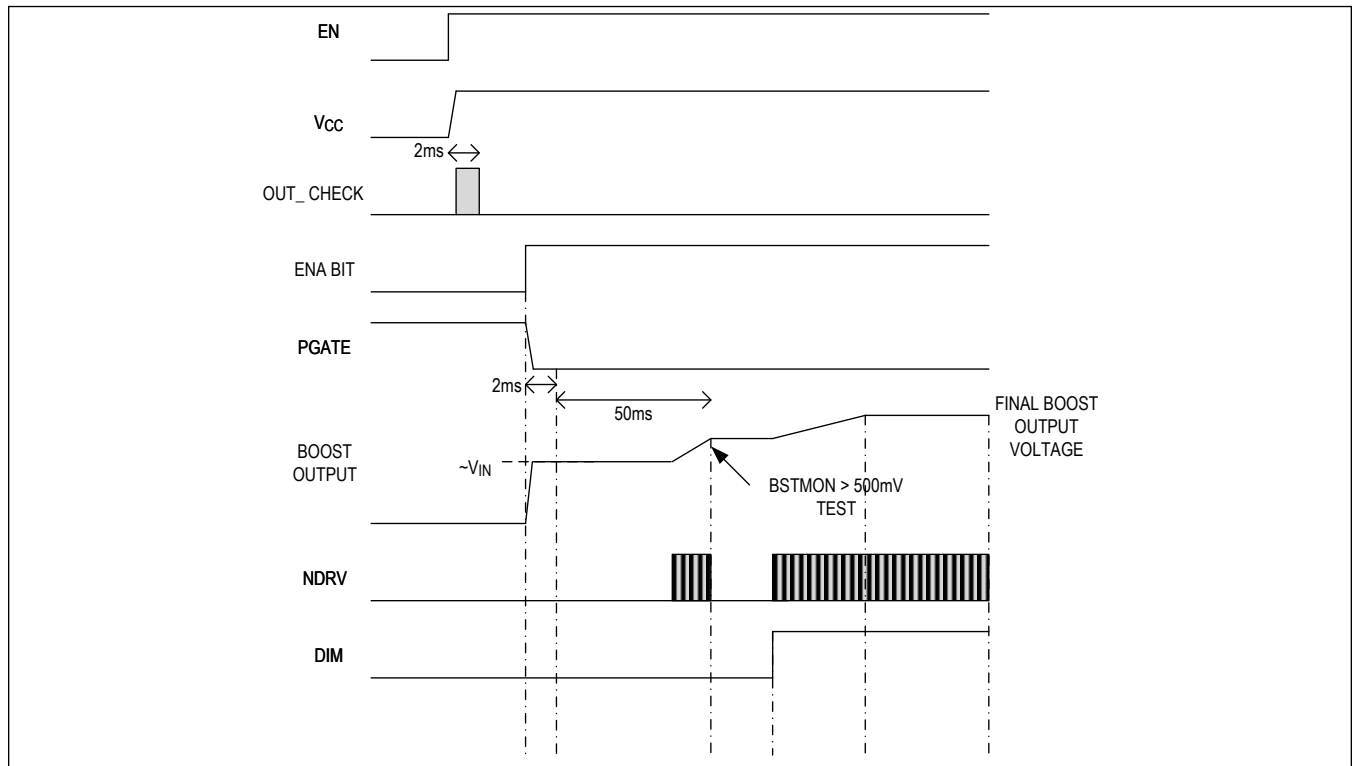 EN
VCC
2ms
OUT_ CHECK
ENA BIT
PGATE
2ms
50ms
FINAL BOOST
OUTPUT
VOLTAGE
BOOST
OUTPUT
~VIN
BSTMON > 500mV
TEST
NDRV
DIM